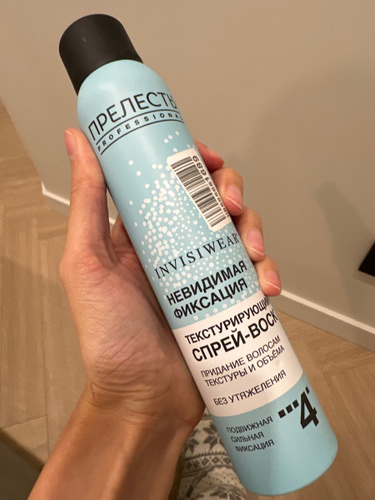 ПРЕЛЕСТЬ
PROFESSIONAL
INVISIWEAR
НЕВИДИМАЯ
ФИКСАЦИЯ
ТЕКСТУРИРУЮЩИЙ
СПРЕЙ-ВОСК
ПРИДАНИЕ ВОЛОСАМ
ТЕКСТУРЫ И ОБЪЁМА
БЕЗ УТЯЖЕЛЕНИЯ
4
ПОДВИЖНАЯ
СИЛЬНАЯ
ФИКСАЦИЯ